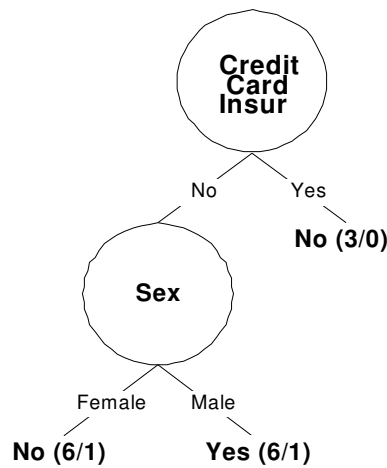 Credit
Card
Insur
No Yes
No (3/0)
Sex
Female Male
No (6/1) Yes (6/1)